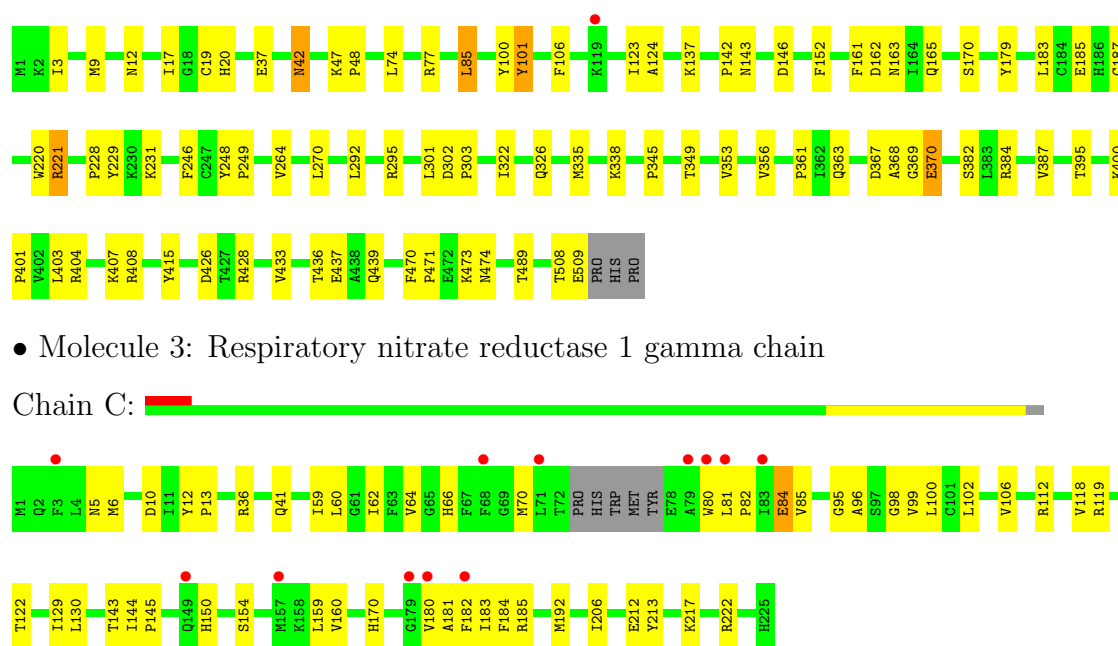 M1 K2 I3 M9 N12 I17 G18 C19 H20 E37 N42 K47 P48 L74 R77 L85 Y100 Y101 F106 K119 I123 A124 K137 P142 N143 D146 F152 F161 D162 N163 I164 Q165 S170 Y179 L183 C184 E185 H186
W220 R221 P228 Y229 K230 K231 F246 C247 Y248 P249 V264 L270 L292 R295 L301 D302 P303 I322 Q326 M335 K338 P345 T349 V353 V356 P361 I362 Q363 D367 A368 G369 E370 S382 L383 R384 V387 T395 K400
P401 V402 L403 R404 K407 R408 Y415 D426 T427 R428 V433 T436 E437 A438 Q439 F470 P471 E472 K473 N474 T489 T508 E509 PRO HIS PRO
• Molecule 3: Respiratory nitrate reductase 1 gamma chain
Chain C:
M1 Q2 F3 L4 N5 M6 D10 I11 Y12 P13 R36 Q41 I59 L60 G61 I62 F63 V64 G65 H66 F67 F68 G69 M70 L71 T72 PRO HIS TRP MET TYR E78 A79 W80 L81 P82 I83 E84 V85 G95 A96 S97 G98 V99 L100 C101 L102 V106 R112 V118 R119
T122 I129 L130 T143 I144 P145 Q149 H150 S154 M157 K158 L159 V160 H170 G179 V180 A181 F182 I183 F184 R185 M192 I206 E212 Y213 K217 R222 H225